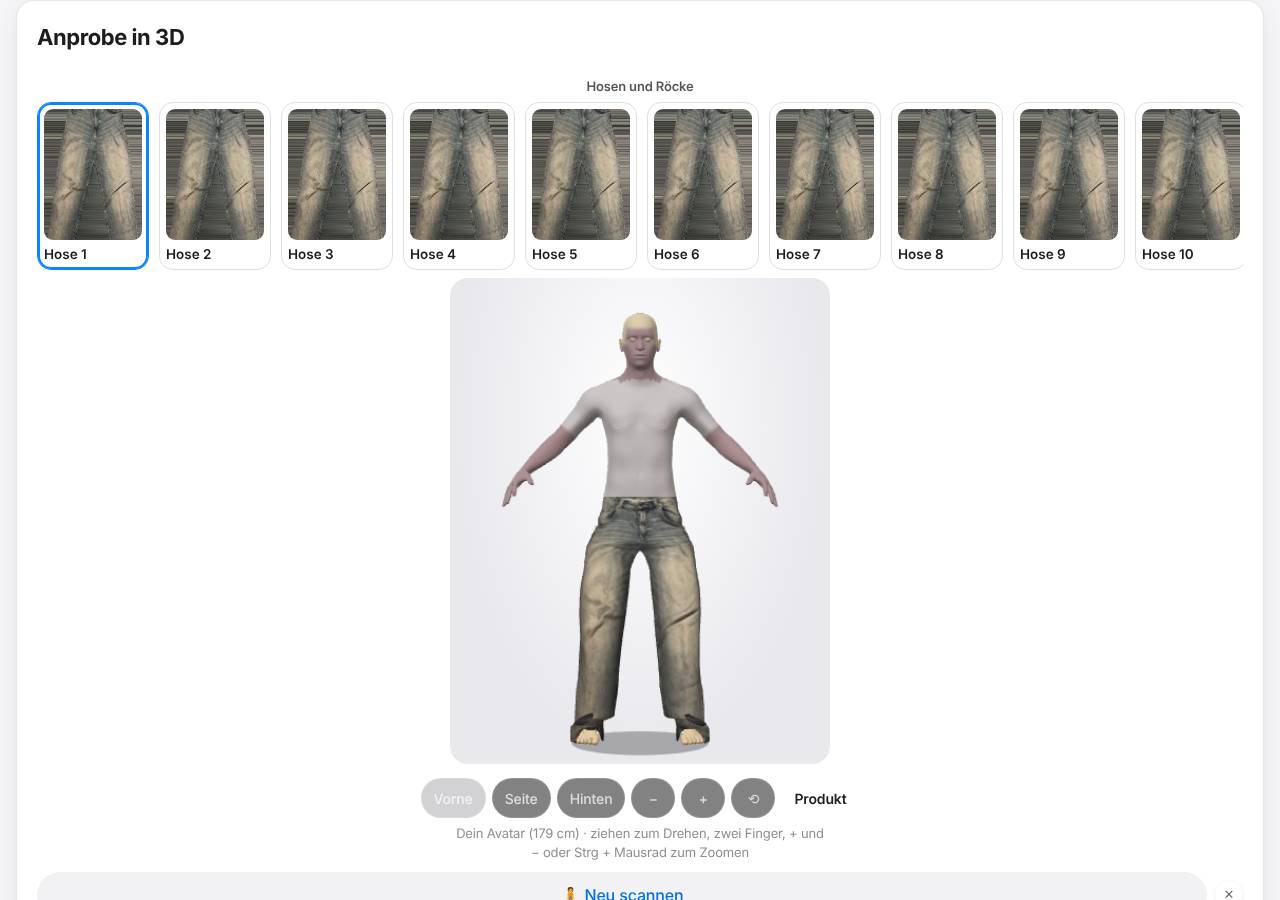 Anprobe in 3D
Hosen und Röcke
Hose 1
Hose 2
Hose 3
Hose 4
Hose 5
Hose 6
Hose 7
Hose 8
Hose 9
Hose 10
Vorne Seite Hinten − + ⟲ Produkt
Dein Avatar (179 cm) · ziehen zum Drehen, zwei Finger, + und
− oder Strg + Mausrad zum Zoomen
🧍 Neu scannen ×